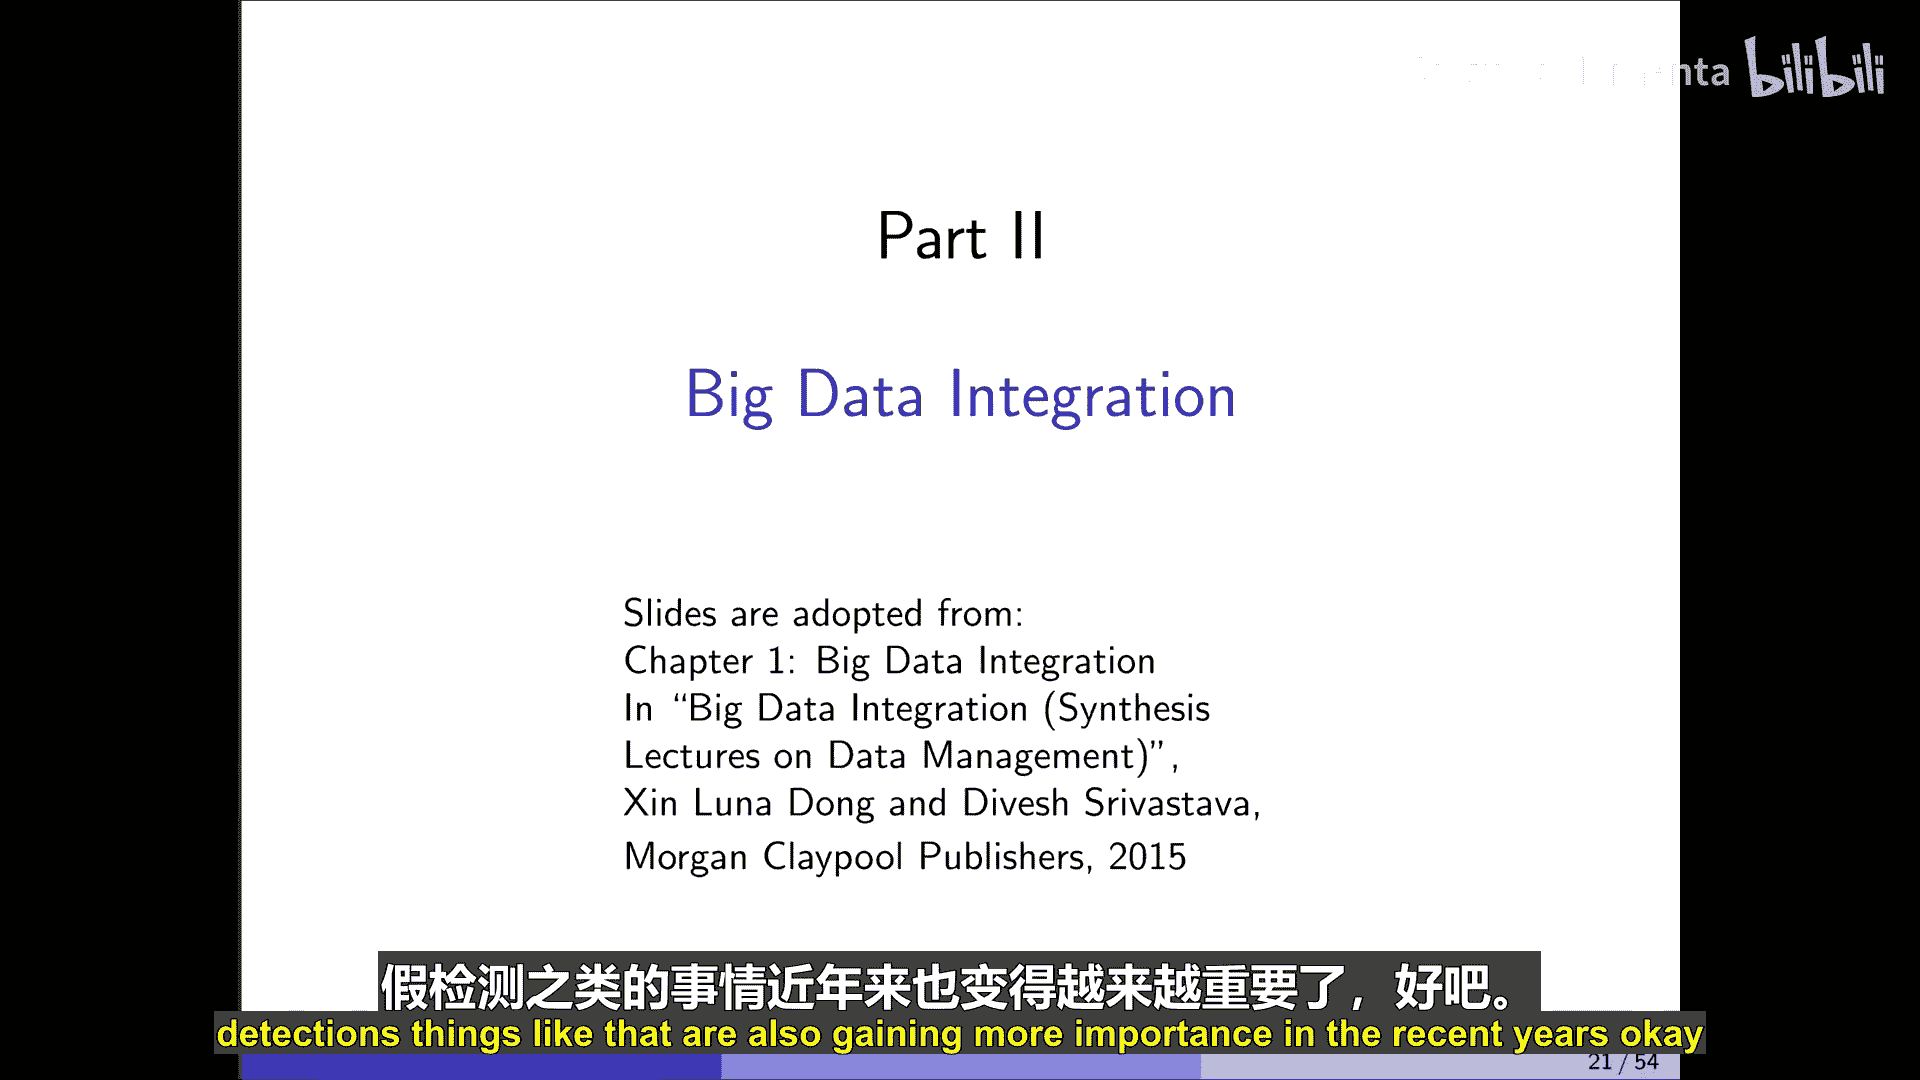 bilibili
Part II
Big Data Integration
Slides are adopted from:
Chapter 1: Big Data Integration
In “Big Data Integration (Synthesis
Lectures on Data Management)”,
Xin Luna Dong and Divesh Srivastava,
Morgan Claypool Publishers, 2015
假检测之类的事情近年来也变得越来越重要了，好吧。
detections things like that are also gaining more importance in the recent years okay
21 / 54